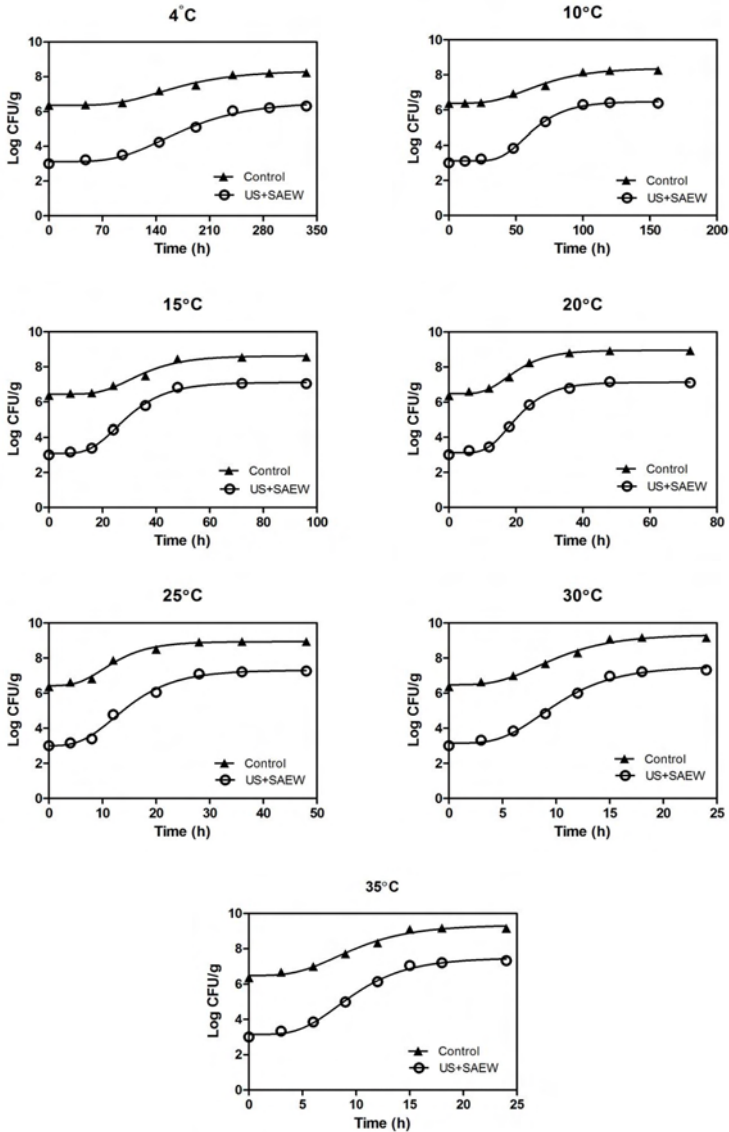 4°C
10°C
Log CFU/g
10
8
6
4
2
0
Control
US+SAEW
0 70 140 210 280 350
Time (h)
Log CFU/g
10
8
6
4
2
0
Control
US+SAEW
0 50 100 150 200
Time (h)
15°C
20°C
Log CFU/g
10
8
6
4
2
0
Control
US+SAEW
0 20 40 60 80 100
Time (h)
Log CFU/g
10
8
6
4
2
0
Control
US+SAEW
0 20 40 60 80
Time (h)
25°C
30°C
Log CFU/g
10
8
6
4
2
0
Control
US+SAEW
0 10 20 30 40 50
Time (h)
Log CFU/g
10
8
6
4
2
0
Control
US+SAEW
0 5 10 15 20 25
Time (h)
35°C
Log CFU/g
10
8
6
4
2
0
Control
US+SAEW
0 5 10 15 20 25
Time (h)